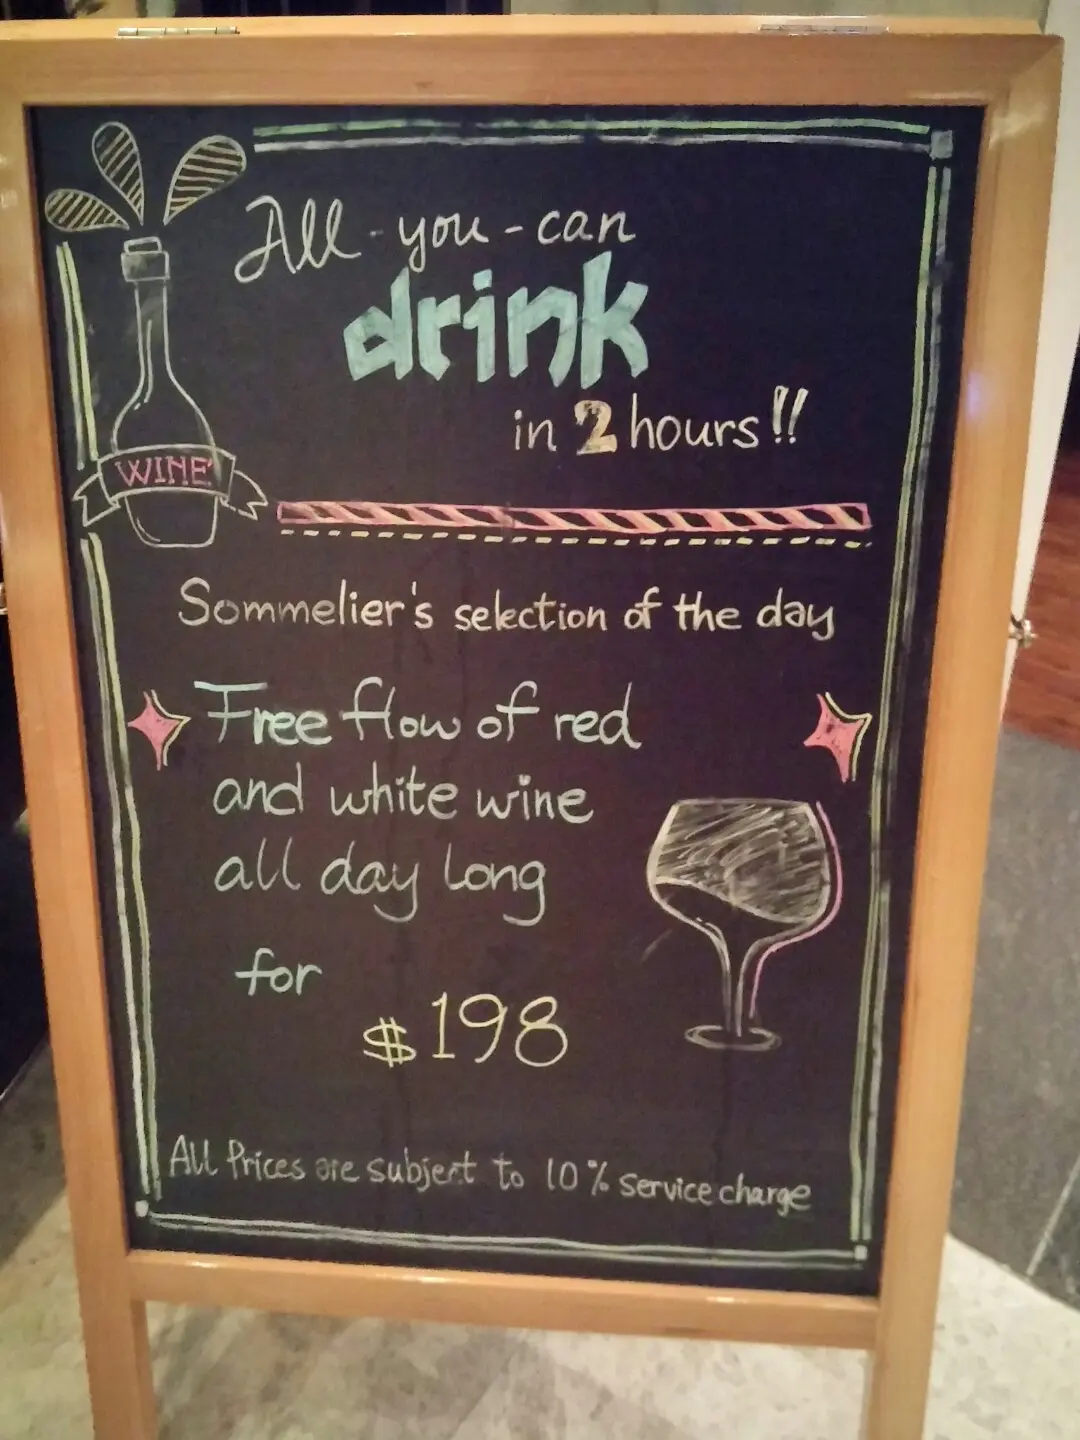 All-you-can
drink
in 2 hours!!
WINE
Sommelier's selection of the day
Free flow of red
and white wine
all day long
for
$198
All Prices are subject to 10% service charge